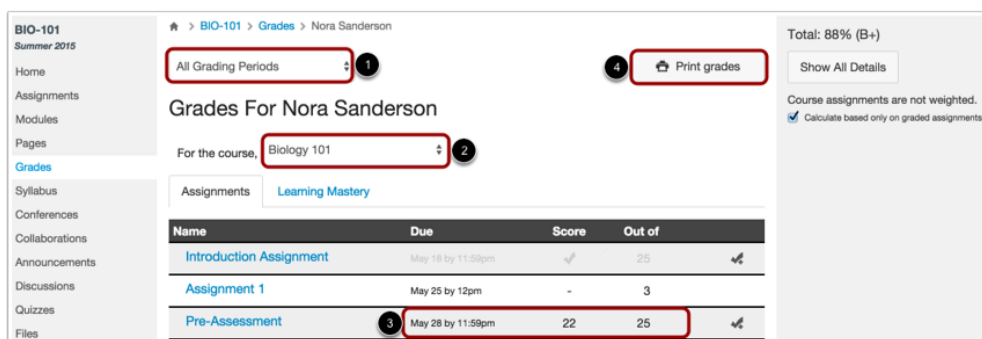 BIO-101
Summer 2015
Home
Assignments
Modules
Pages
Grades
Syllabus
Conferences
Collaborations
Announcements
Discussions
Quizzes
Files
> BIO-101 > Grades > Nora Sanderson
All Grading Periods 1
4 Print grades
Grades For Nora Sanderson
For the course, Biology 101 2
Assignments Learning Mastery
Name Due Score Out of
Introduction Assignment May 18 by 11:59pm 25
Assignment 1 May 25 by 12pm - 3
Pre-Assessment 3 May 28 by 11:59pm 22 25
Total: 88% (B+)
Show All Details
Course assignments are not weighted.
Calculate based only on graded assignments